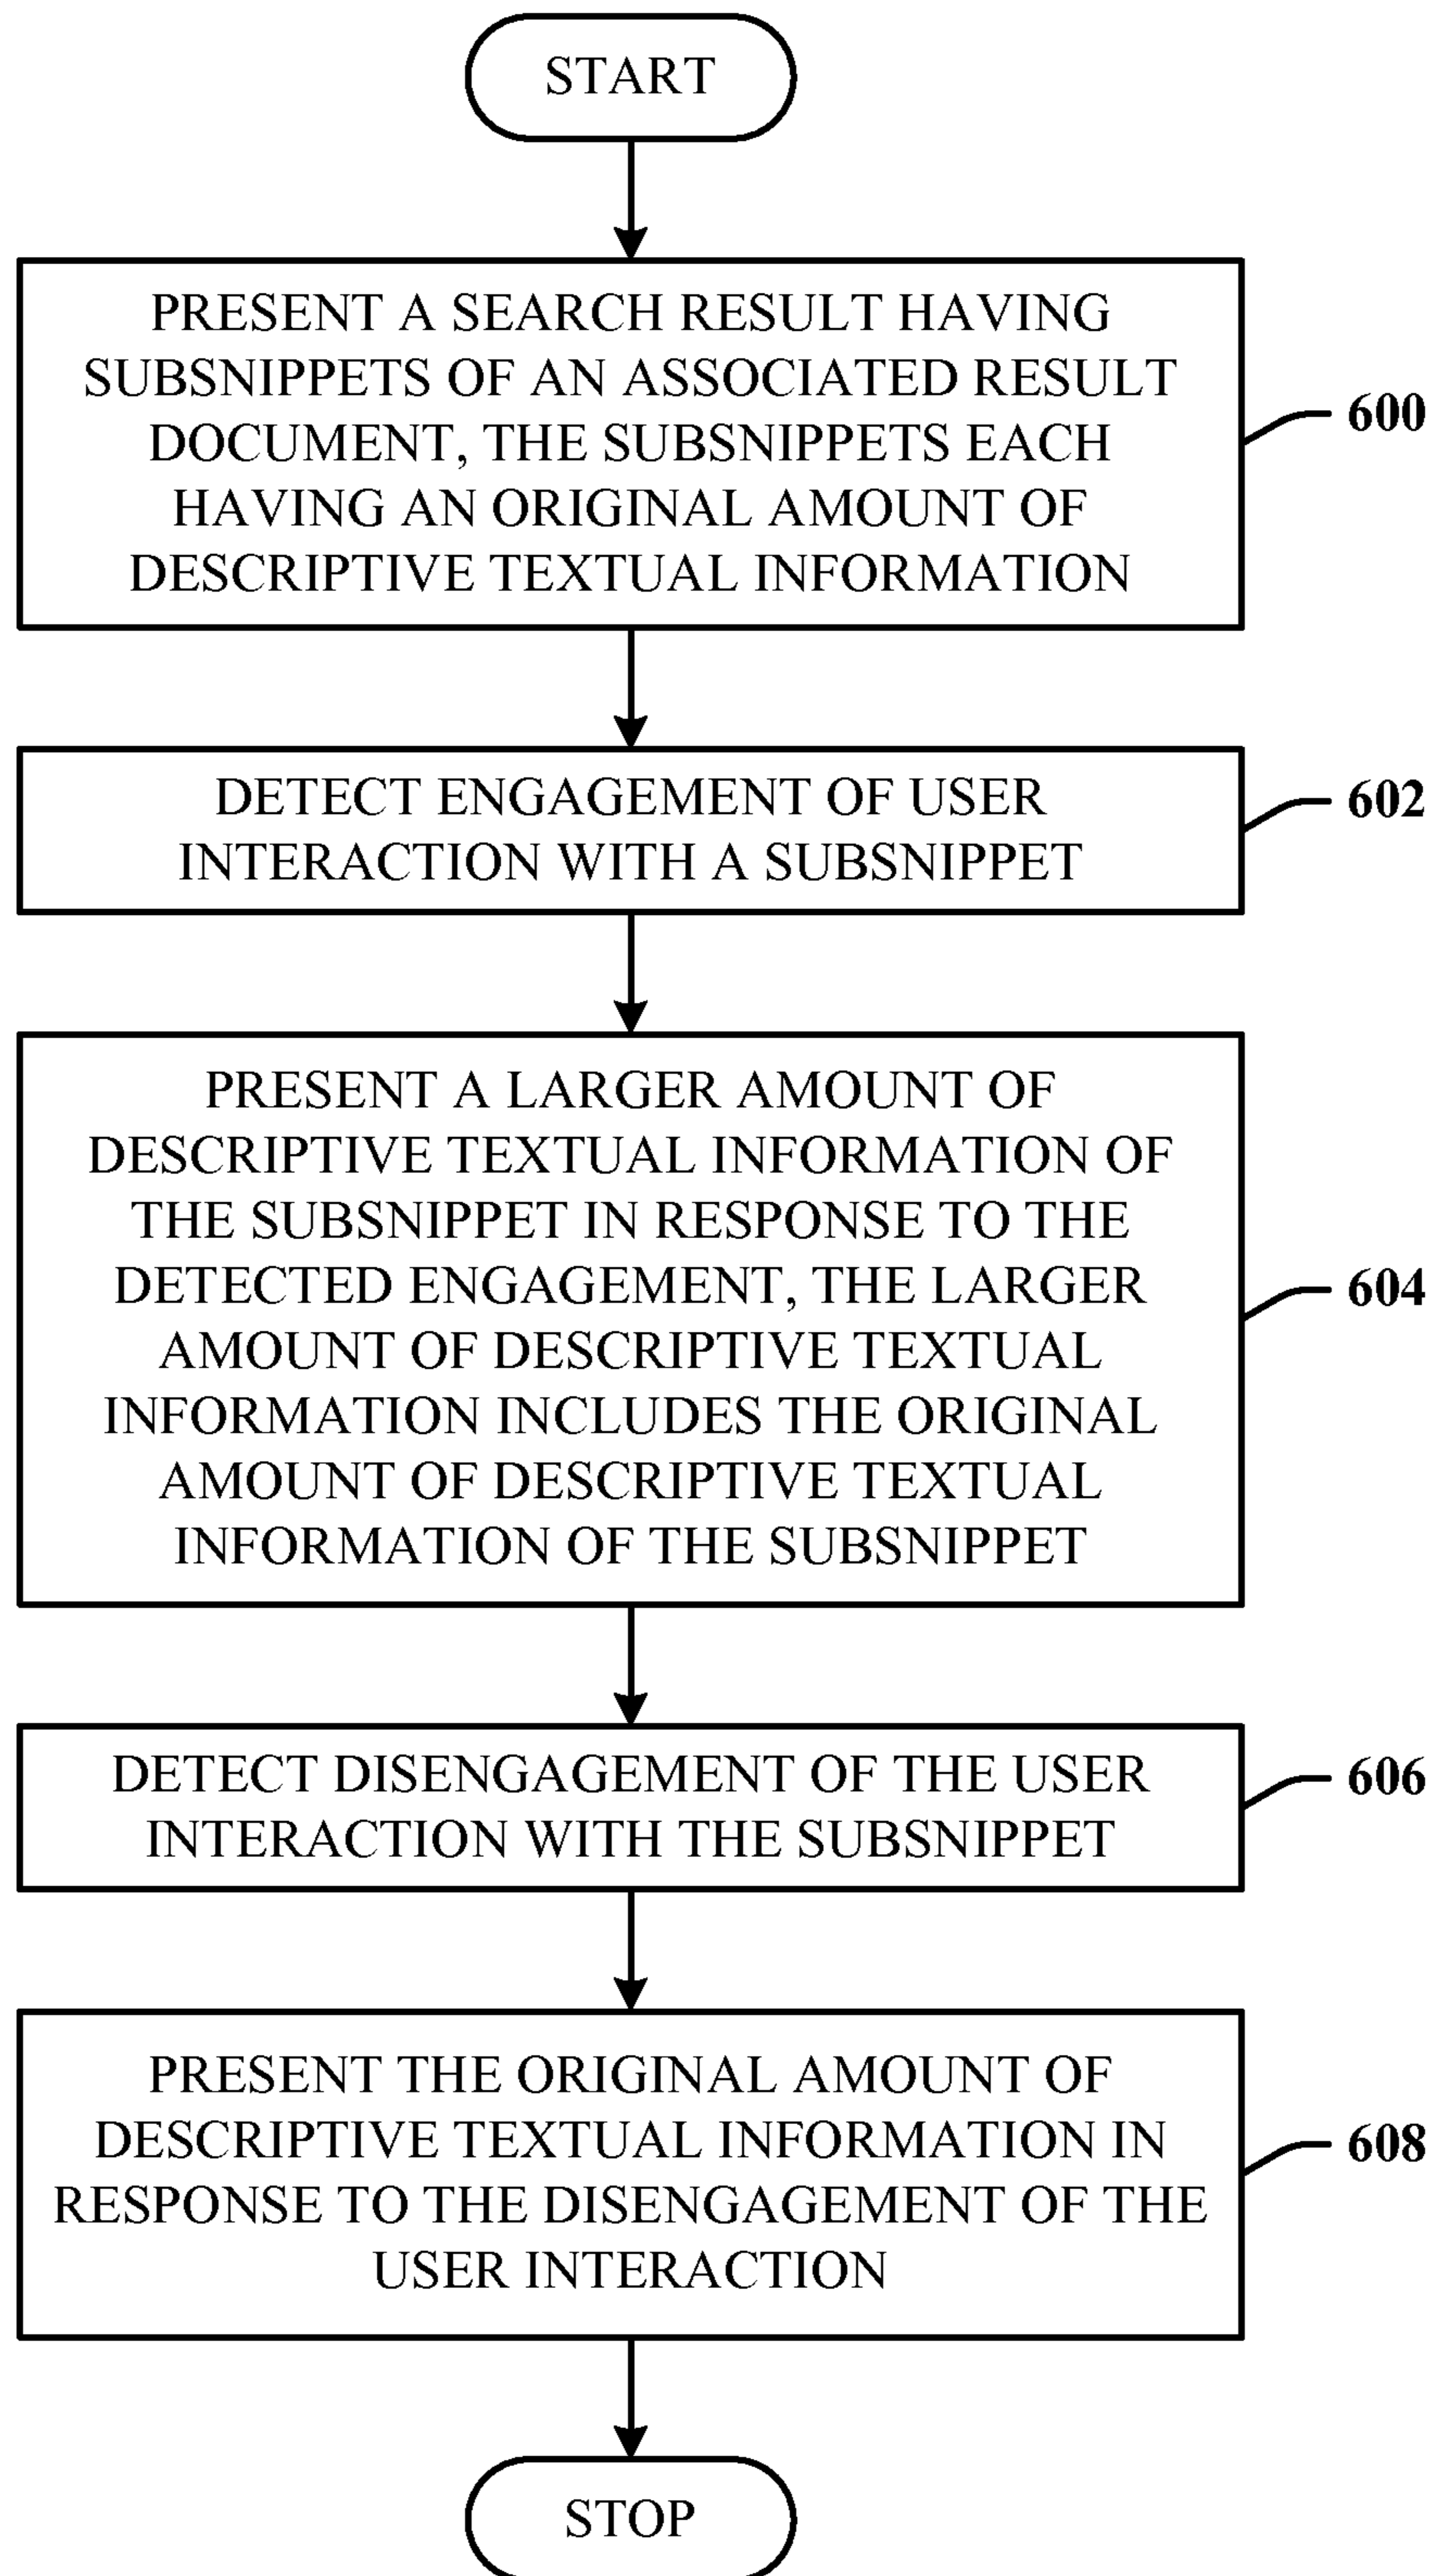 START
PRESENT A SEARCH RESULT HAVING
SUBSNIPPETS OF AN ASSOCIATED RESULT
DOCUMENT, THE SUBSNIPPETS EACH
HAVING AN ORIGINAL AMOUNT OF
DESCRIPTIVE TEXTUAL INFORMATION
600
DETECT ENGAGEMENT OF USER
INTERACTION WITH A SUBSNIPPET
602
PRESENT A LARGER AMOUNT OF
DESCRIPTIVE TEXTUAL INFORMATION OF
THE SUBSNIPPET IN RESPONSE TO THE
DETECTED ENGAGEMENT, THE LARGER
AMOUNT OF DESCRIPTIVE TEXTUAL
INFORMATION INCLUDES THE ORIGINAL
AMOUNT OF DESCRIPTIVE TEXTUAL
INFORMATION OF THE SUBSNIPPET
604
DETECT DISENGAGEMENT OF THE USER
INTERACTION WITH THE SUBSNIPPET
606
PRESENT THE ORIGINAL AMOUNT OF
DESCRIPTIVE TEXTUAL INFORMATION IN
RESPONSE TO THE DISENGAGEMENT OF THE
USER INTERACTION
608
STOP